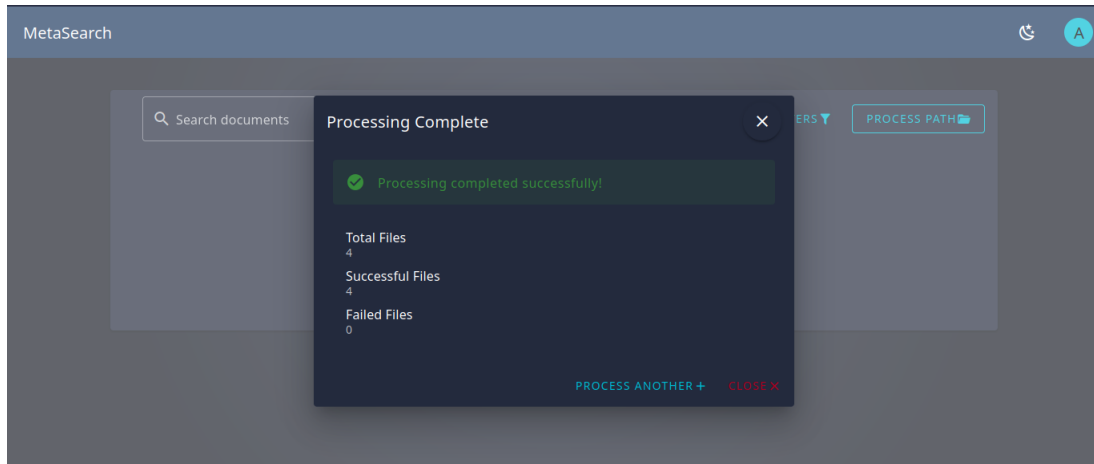 MetaSearch
A
Search documents
ERS
PROCESS PATH
Processing Complete
Processing completed successfully!
Total Files
4
Successful Files
4
Failed Files
0
PROCESS ANOTHER
CLOSE